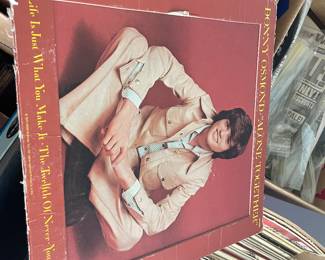 DONNY OSMOND "ALONE TOGETHER"
Life Is Just What You Make It • The Twelfth Of Never • You